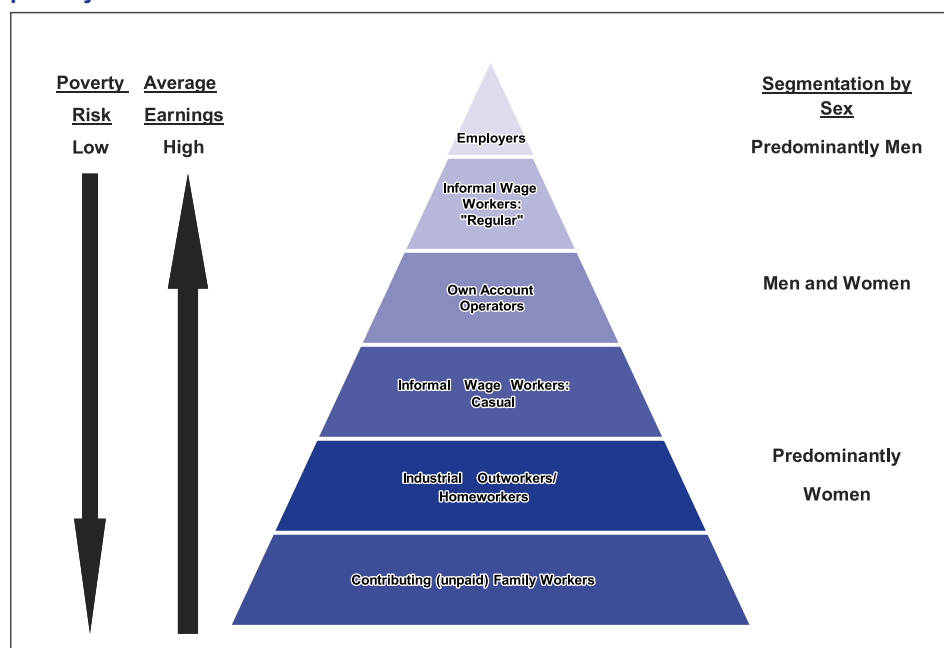 Poverty
Risk
Low
Average
Earnings
High
Segmentation by
Sex
Predominantly Men
Employers
Informal Wage
Workers:
"Regular"
Own Account
Operators
Men and Women
Informal Wage Workers:
Casual
Industrial Outworkers/
Homeworkers
Predominantly
Women
Contributing (unpaid) Family Workers